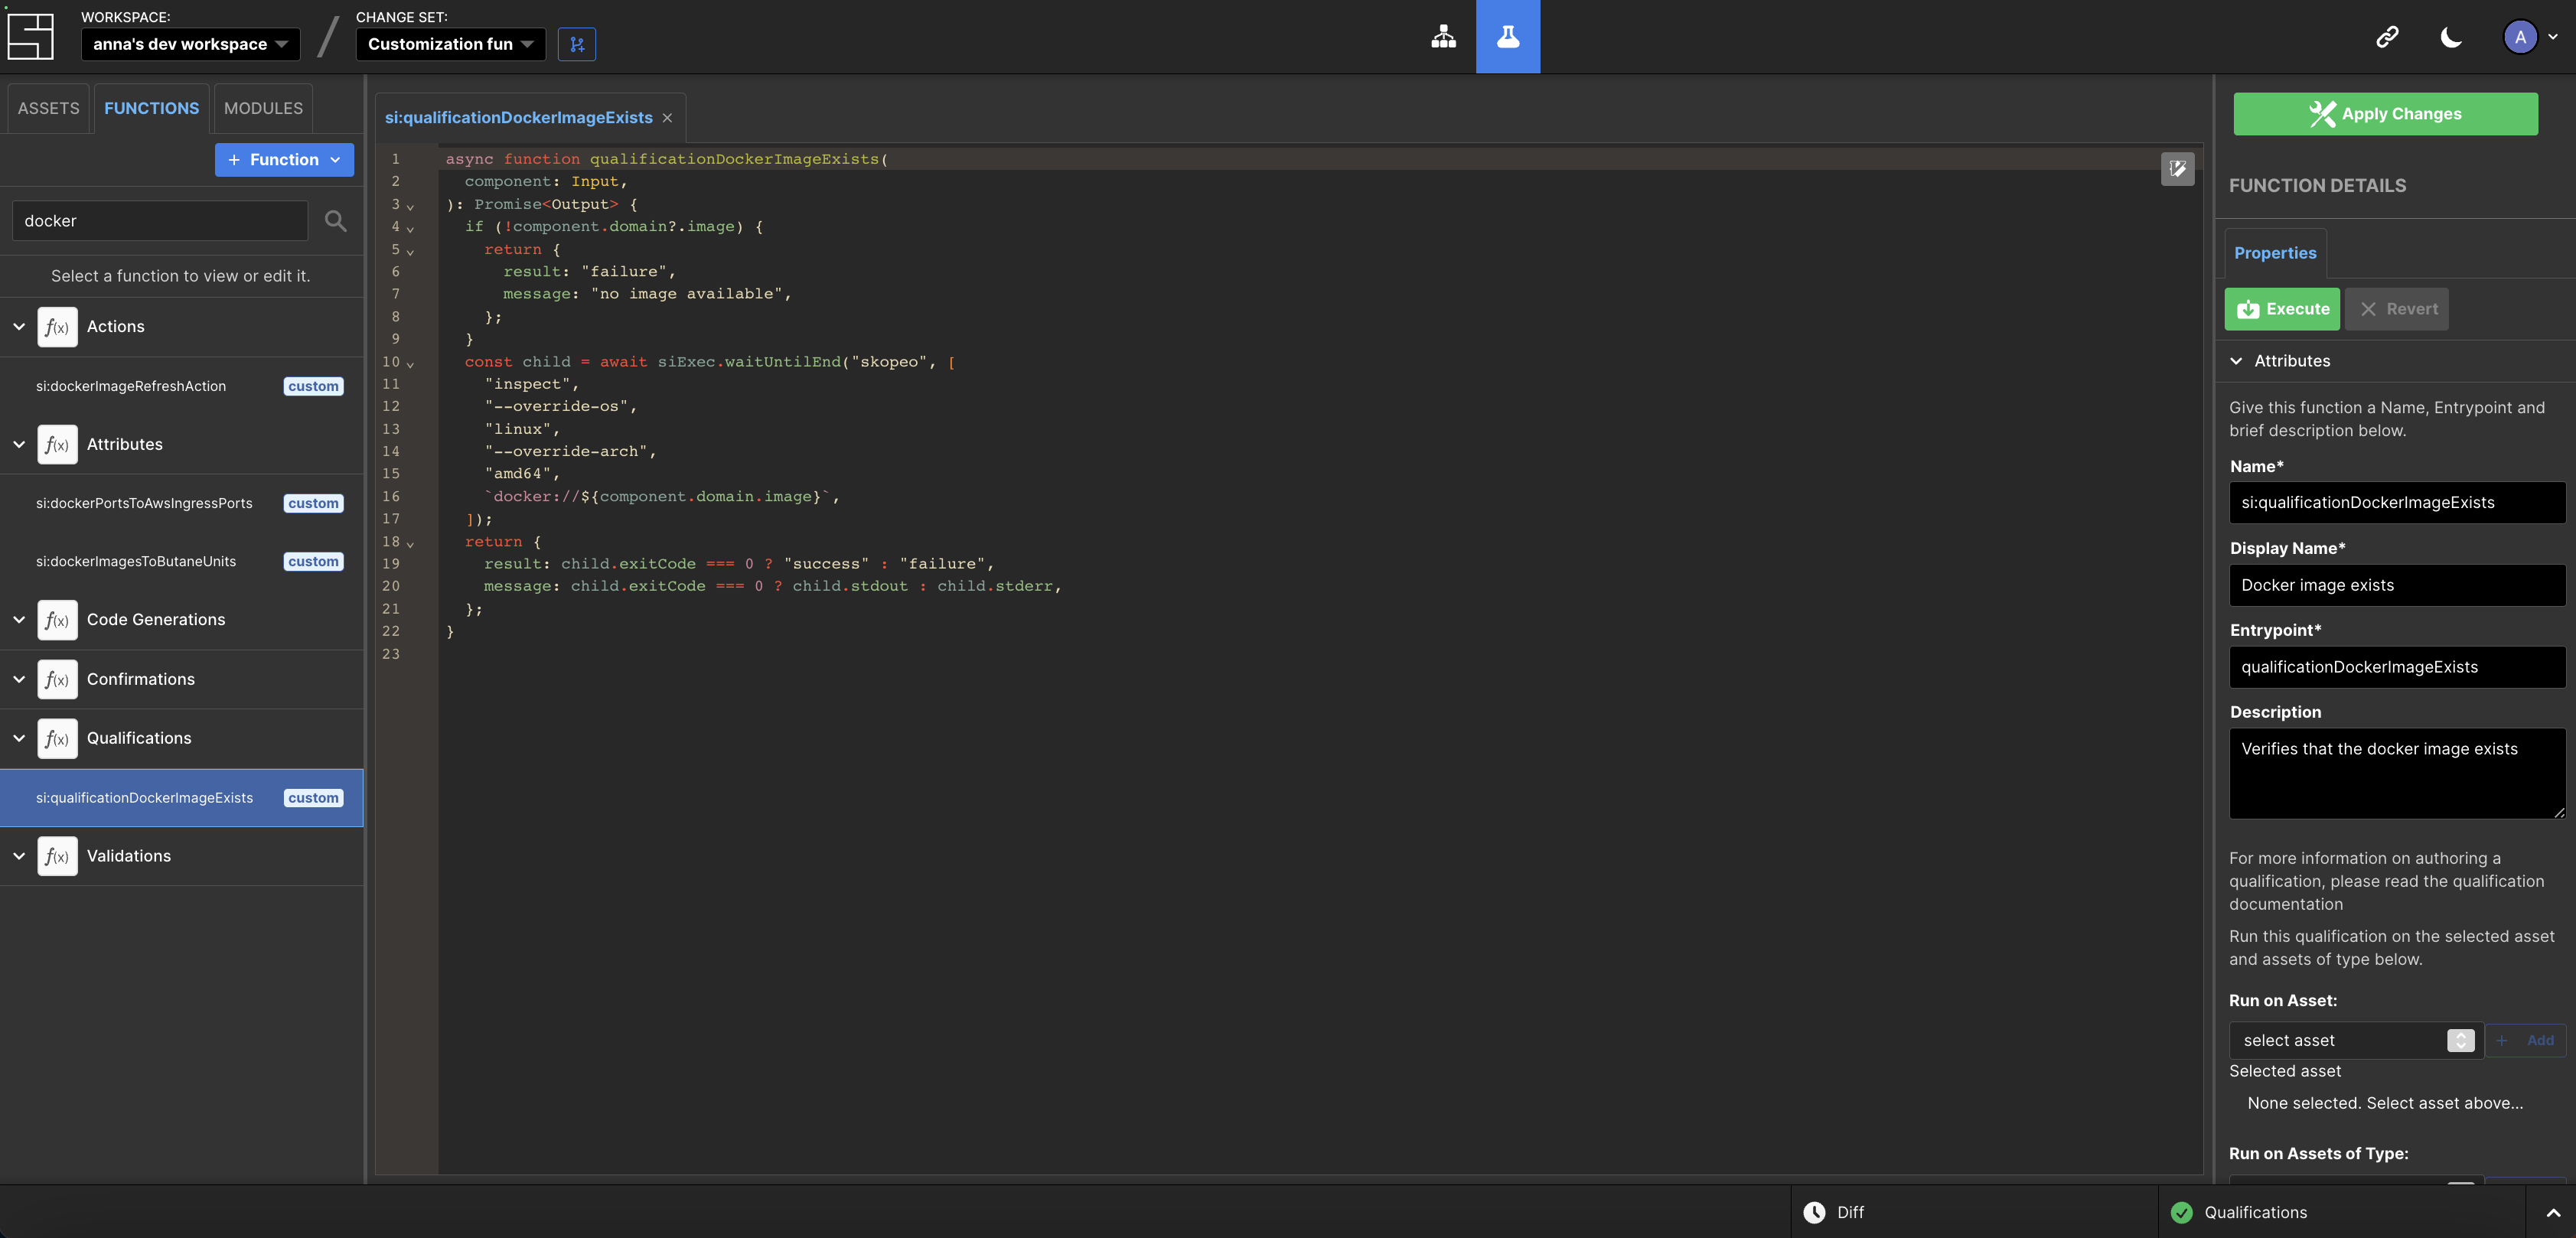 WORKSPACE:
anna's dev workspace
CHANGE SET:
Customization fun
A
ASSETS
FUNCTIONS
MODULES
+ Function
docker
Select a function to view or edit it.
f(x) Actions
si:dockerImageRefreshAction custom
f(x) Attributes
si:dockerPortsToAwsIngressPorts custom
si:dockerImagesToButaneUnits custom
f(x) Code Generations
f(x) Confirmations
f(x) Qualifications
si:qualificationDockerImageExists custom
f(x) Validations
si:qualificationDockerImageExists ×
1 async function qualificationDockerImageExists(
2 component: Input,
3 ): Promise<Output> {
4 if (!component.domain?.image) {
5 return {
6 result: "failure",
7 message: "no image available",
8 };
9 }
10 const child = await siExec.waitUntilEnd("skopeo", [
11 "inspect",
12 "--override-os",
13 "linux",
14 "--override-arch",
15 "amd64",
16 `docker://${component.domain.image}`,
17 ]);
18 return {
19 result: child.exitCode === 0 ? "success" : "failure",
20 message: child.exitCode === 0 ? child.stdout : child.stderr,
21 };
22 }
23
Apply Changes
FUNCTION DETAILS
Properties
Execute
Revert
Attributes
Give this function a Name, Entrypoint and
brief description below.
Name*
si:qualificationDockerImageExists
Display Name*
Docker image exists
Entrypoint*
qualificationDockerImageExists
Description
Verifies that the docker image exists
For more information on authoring a
qualification, please read the qualification
documentation
Run this qualification on the selected asset
and assets of type below.
Run on Asset:
select asset
+ Add
Selected asset
None selected. Select asset above...
Run on Assets of Type:
Diff
Qualifications